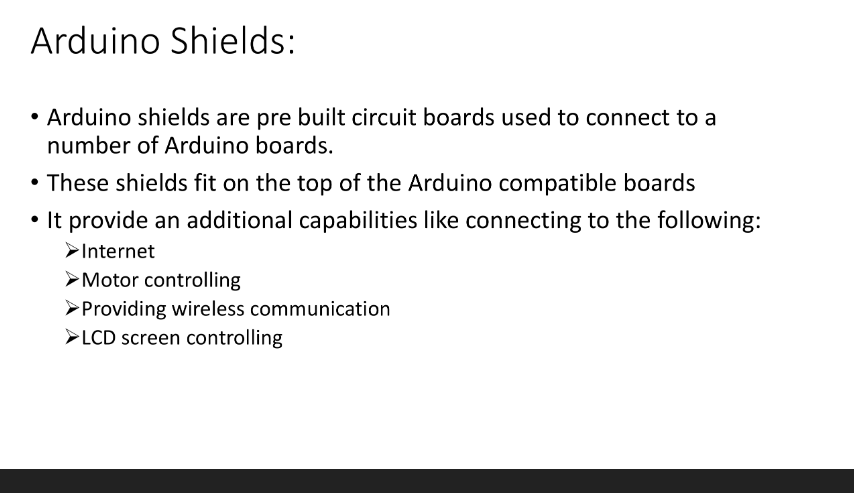 Arduino Shields:
• Arduino shields are pre built circuit boards used to connect to a
number of Arduino boards.
• These shields fit on the top of the Arduino compatible boards
• It provide an additional capabilities like connecting to the following:
➢Internet
➢Motor controlling
➢Providing wireless communication
➢LCD screen controlling